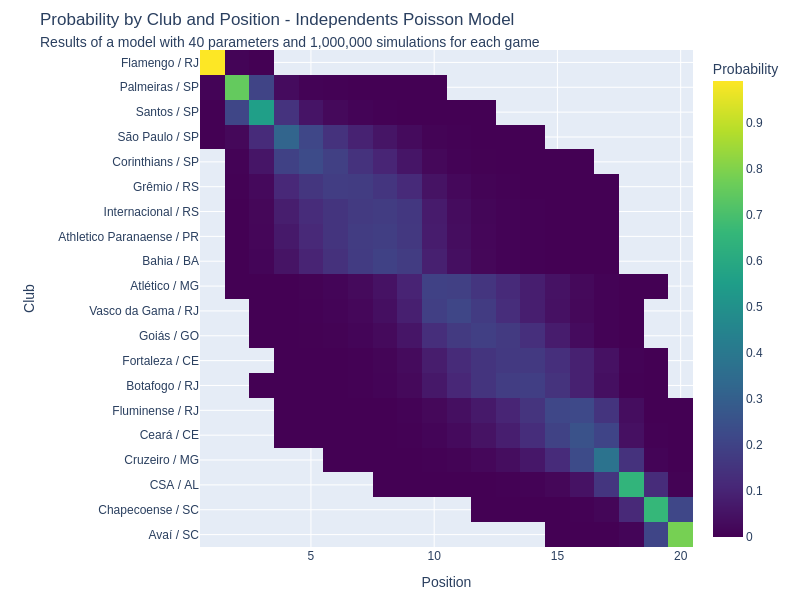 Probability by Club and Position - Independents Poisson Model
Results of a model with 40 parameters and 1,000,000 simulations for each game
Probability
Flamengo / RJ
Palmeiras / SP
Santos / SP
São Paulo / SP
Corinthians / SP
Grêmio / RS
Internacional / RS
Athletico Paranaense / PR
Bahia / BA
Atlético / MG
Vasco da Gama / RJ
Goiás / GO
Fortaleza / CE
Botafogo / RJ
Fluminense / RJ
Ceará / CE
Cruzeiro / MG
CSA / AL
Chapecoense / SC
Avaí / SC
Club
5
10
15
20
Position
0.9
0.8
0.7
0.6
0.5
0.4
0.3
0.2
0.1
0